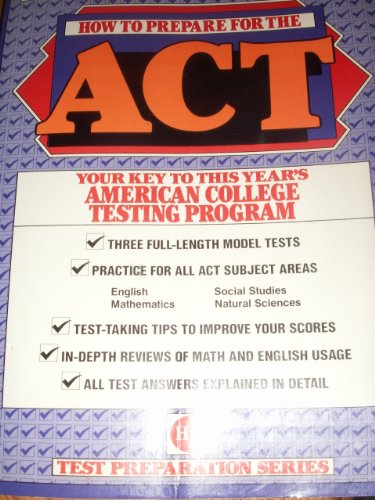 HOW TO PREPARE FOR THE
ACT
YOUR KEY TO THIS YEAR'S
AMERICAN COLLEGE
TESTING PROGRAM
THREE FULL-LENGTH MODEL TESTS
PRACTICE FOR ALL ACT SUBJECT AREAS
English Social Studies
Mathematics Natural Sciences
TEST-TAKING TIPS TO IMPROVE YOUR SCORES
IN-DEPTH REVIEWS OF MATH AND ENGLISH USAGE
ALL TEST ANSWERS EXPLAINED IN DETAIL
H
TEST PREPARATION SERIES